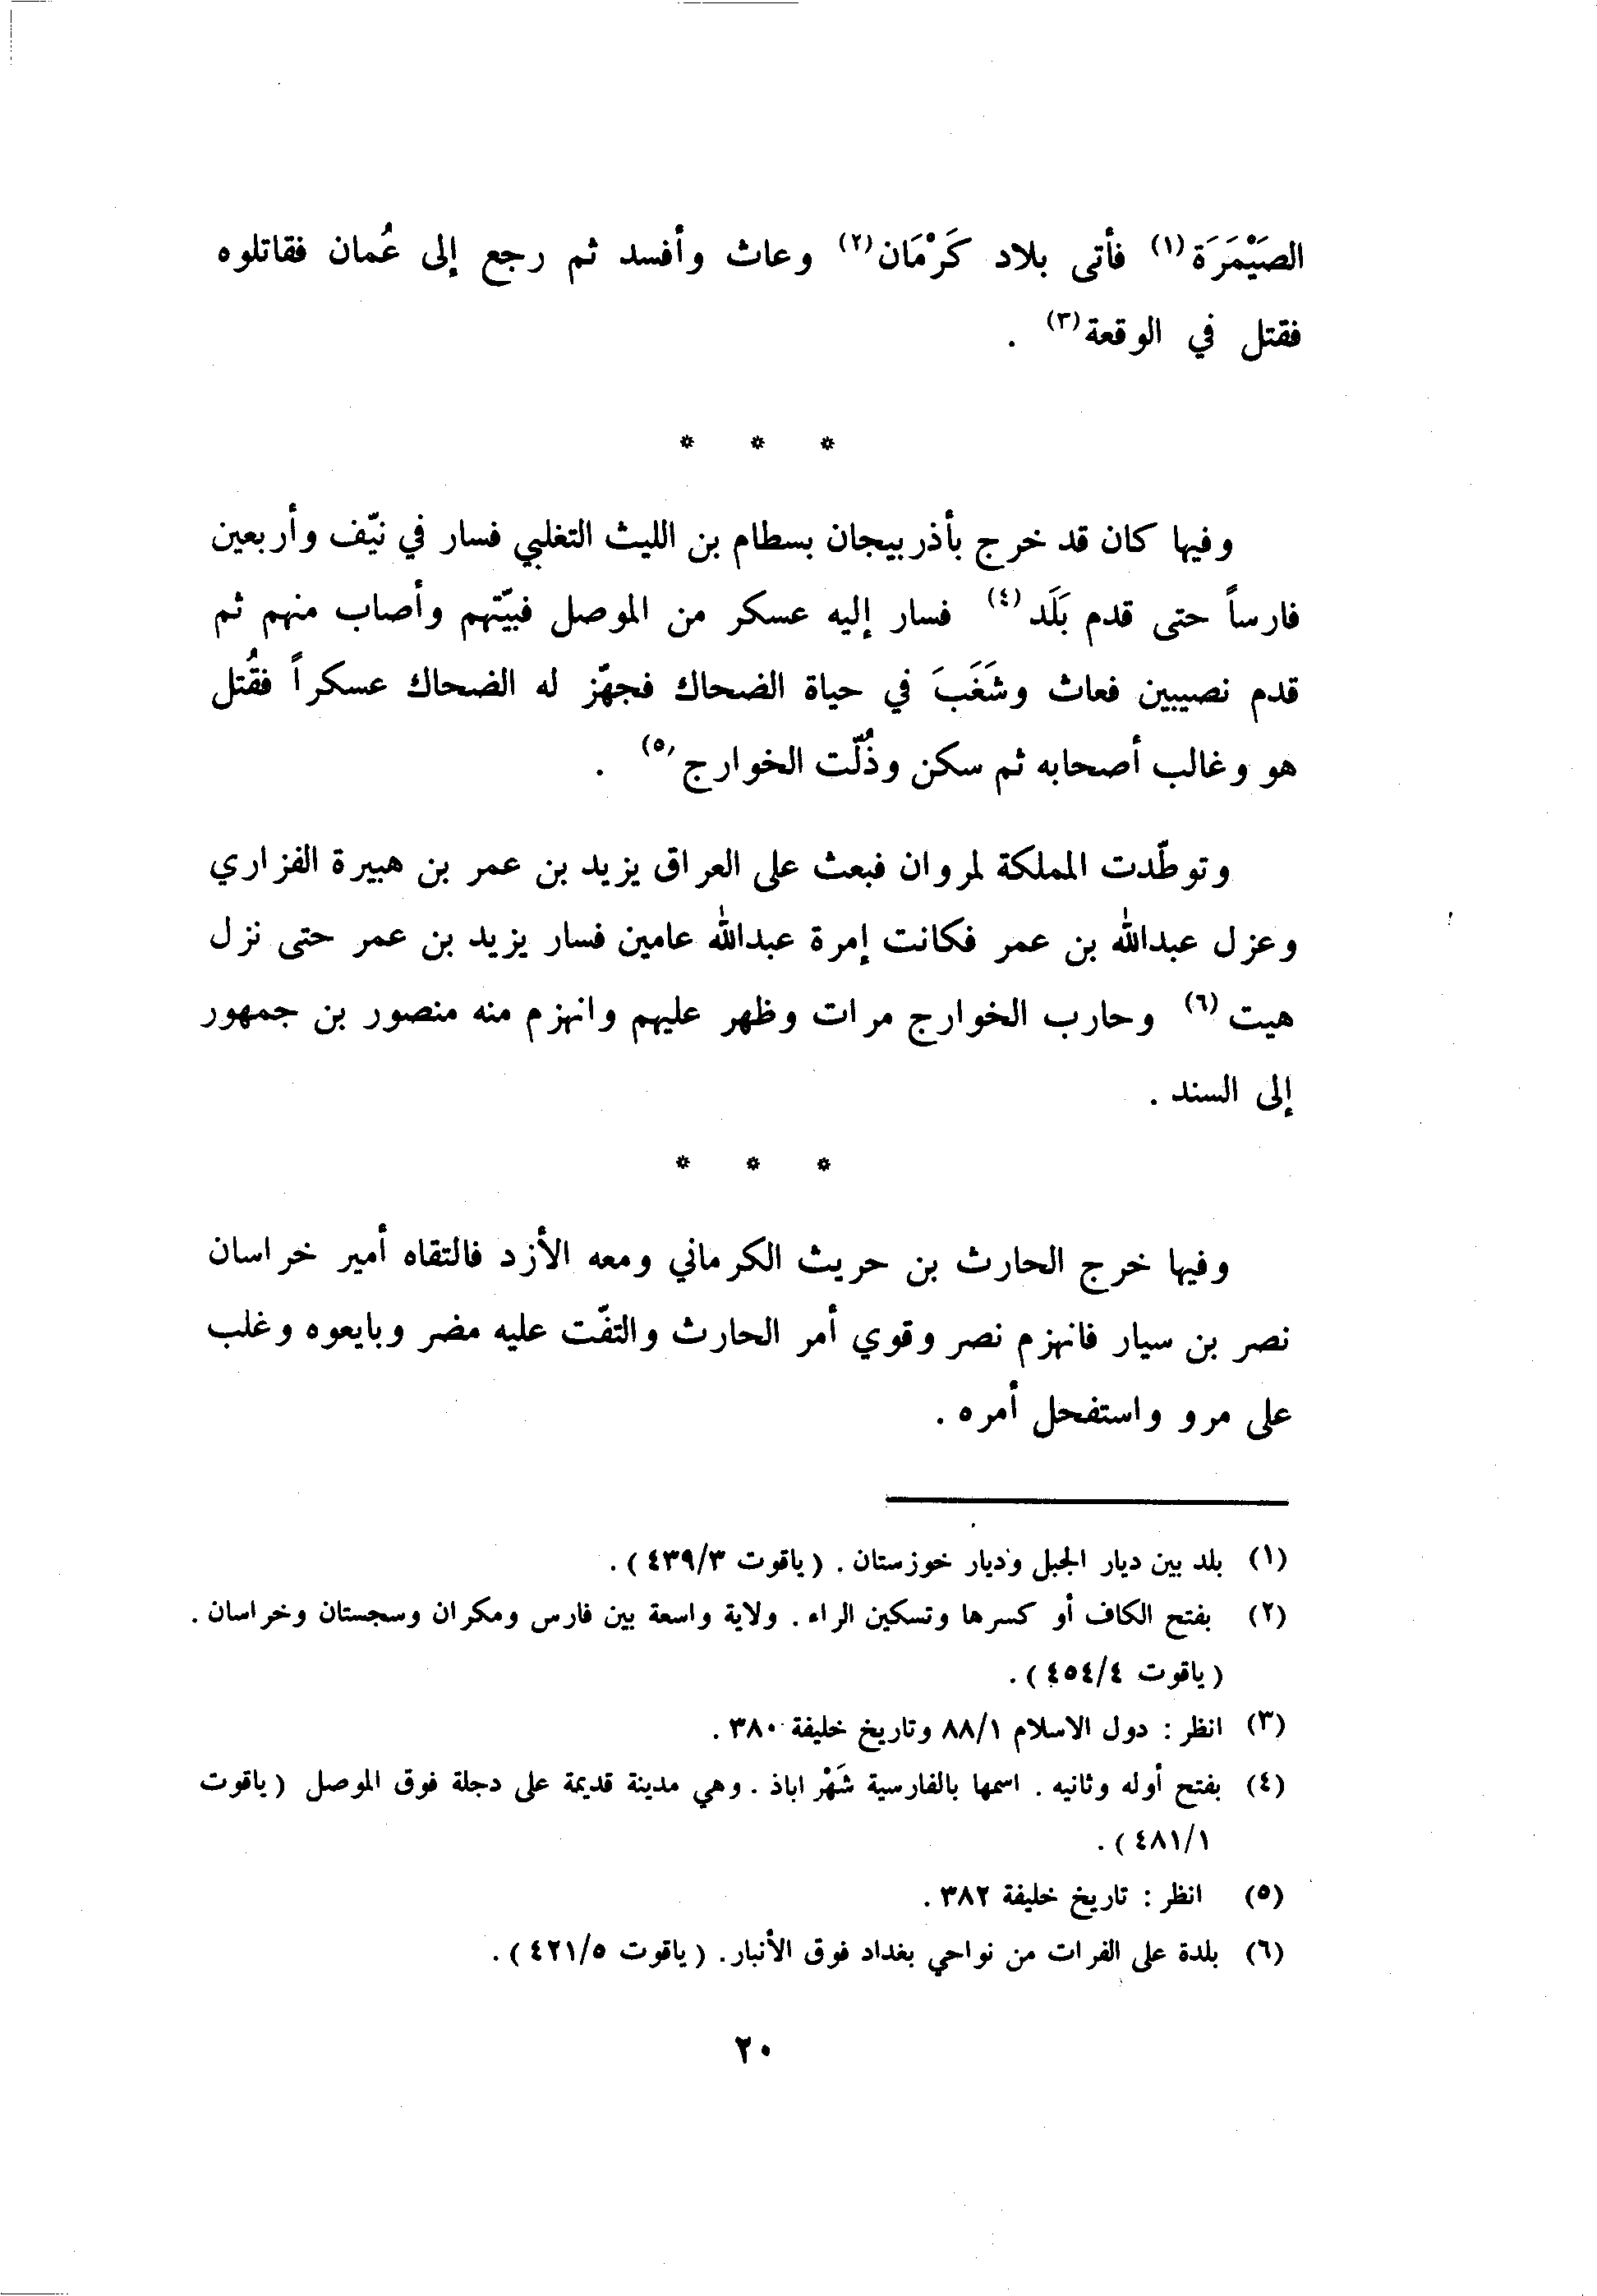 الصَيْمَرَة(١) فأتى بلاد كَرْمَان(٢) وعاث وأفسد ثم رجع إلى عُمان فقاتلوه
فقتل في الوقعة(٣) .
* * *
وفيها كان قد خرج بأذربيجان بسطام بن الليث التغلبي فسار في نيّف وأربعين
فارساً حتى قدم بَلَد(٤) فسار إليه عسكر من الموصل فبيّتهم وأصاب منهم ثم
قدم نصيبين فعاث وشَغَبَ في حياة الضحاك فجهّز له الضحاك عسكراً فقُتل
هو وغالب أصحابه ثم سكن وذُلّت الخوارج(٥) .
وتوطّدت المملكة لمروان فبعث على العراق يزيد بن عمر بن هبيرة الفزاري
وعزل عبدالله بن عمر فكانت إمرة عبدالله عامين فسار يزيد بن عمر حتى نزل
هيت(٦) وحارب الخوارج مرات وظهر عليهم وانهزم منه منصور بن جمهور
إلى السند .
* * *
وفيها خرج الحارث بن حريث الكرماني ومعه الأزد فالتقاه أمير خراسان
نصر بن سيار فانهزم نصر وقوي أمر الحارث والتفّت عليه مضر وبايعوه وغلب
على مرو واستفحل أمره .
(١) بلد بين ديار الجبل وديار خوزستان . (ياقوت ٤٣٩/٣) .
(٢) بفتح الكاف أو كسرها وتسكين الراء . ولاية واسعة بين فارس ومكران وسجستان وخراسان .
(ياقوت ٤٥٤/٤) .
(٣) انظر : دول الاسلام ٨٨/١ وتاريخ خليفة ٣٨٠ .
(٤) بفتح أوله وثانيه . اسمها بالفارسية شَهْر اباذ . وهي مدينة قديمة على دجلة فوق الموصل (ياقوت
٤٨١/١) .
(٥) انظر : تاريخ خليفة ٣٨٢ .
(٦) بلدة على الفرات من نواحي بغداد فوق الأنبار . (ياقوت ٤٢١/٥) .
٢٠